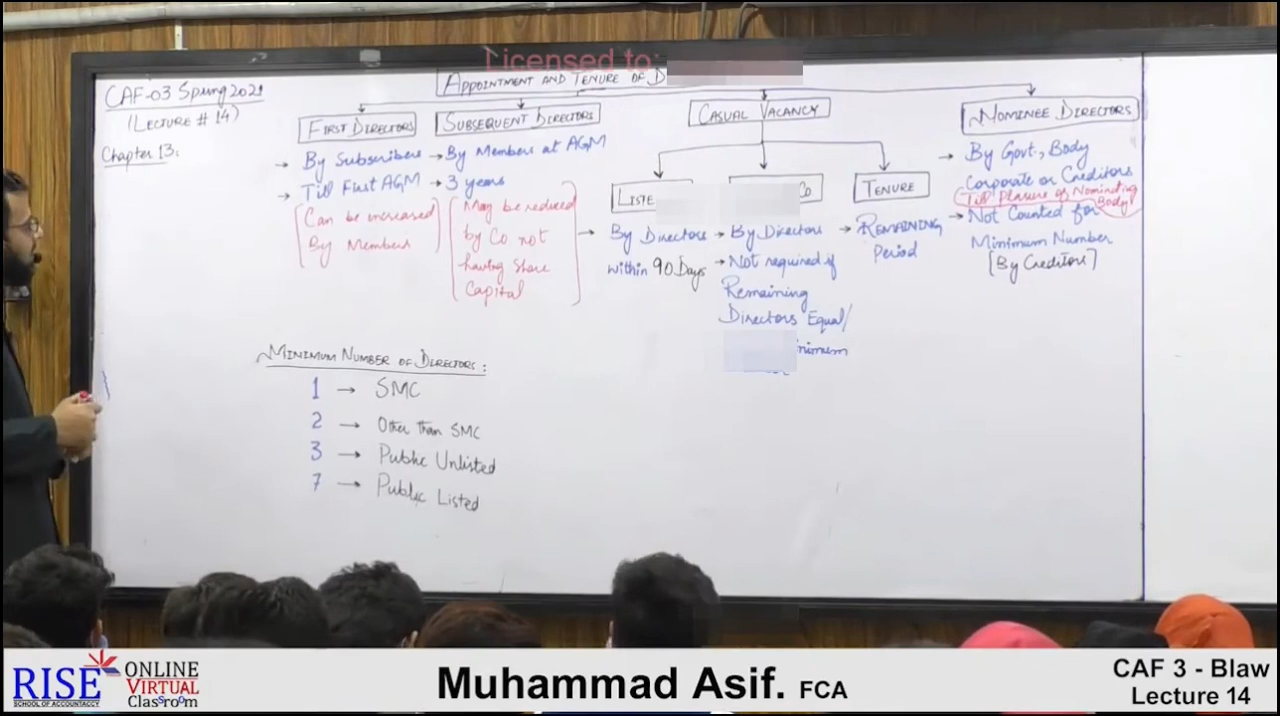 Licensed to:
APPOINTMENT AND TENURE OF D
CAF-03 Spring 2021
(LECTURE # 14)
Chapter 13:
FIRST DIRECTORS
→ By Subscribers
→ Till First AGM
[Can be increased
By Members]
SUBSEQUENT DIRECTORS
→ By Members at AGM
→ 3 years
[May be reduced
by Co not
having share
capital]
CASUAL VACANCY
LISTE
→ By Directors
within 90 Days
CO
→ By Directors
→ Not required if
Remaining
Directors Equal/
nimum
TENURE
→ REMAINING
Period
NOMINEE DIRECTORS
→ By Govt, Body
Corporate or Creditors
Till Plasure of Nominating
Body
→ Not Counted for
Minimum Number
[By Creditors]
MINIMUM NUMBER OF DIRECTORS:
1 → SMC
2 → Other than SMC
3 → Public Unlisted
7 → Public Listed
RISE
SCHOOL OF ACCOUNTANCY
ONLINE
VIRTUAL
Classroom
Muhammad Asif. FCA
CAF 3 - Blaw
Lecture 14